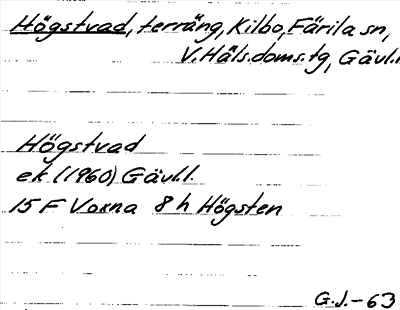 Högstvad, terräng, Kilbo, Färila sn,
V. Häls. doms.tg, Gävl.l
Högstvad
ek (1960) Gävl.l.
15 F Voxna 8 h Högsten
G.J.-63